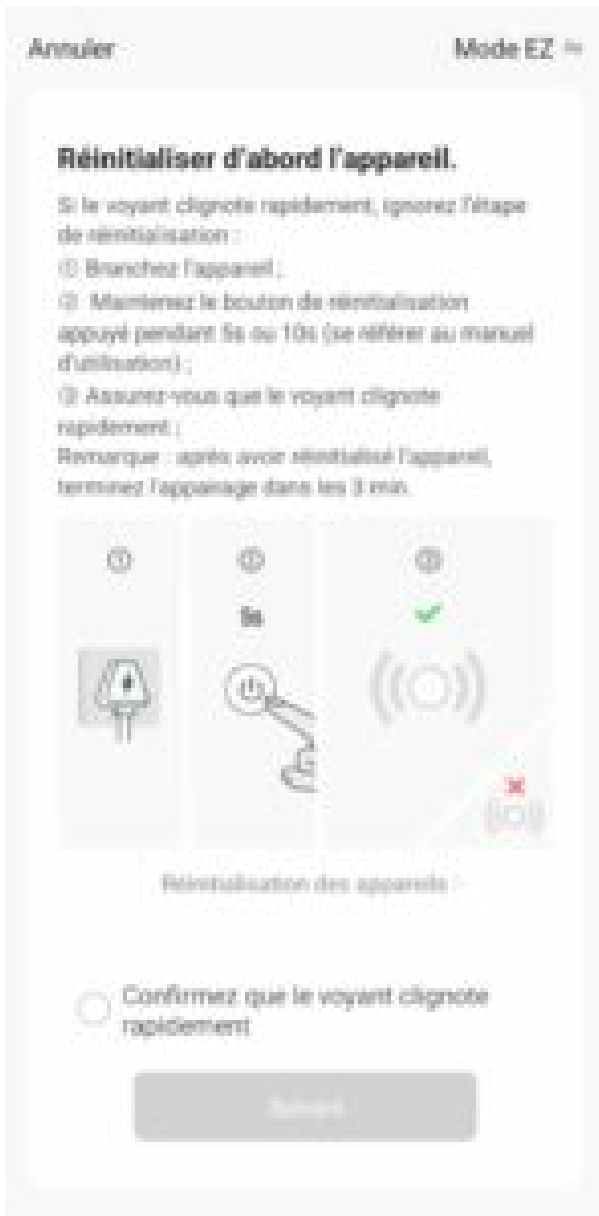 Annuler
Mode EZ
Réinitialiser d'abord l'appareil.
Si le voyant clignote rapidement, ignorez l'étape
de réinitialisation :
① Branchez l'appareil ;
② Maintenez le bouton de réinitialisation
appuyé pendant 5s ou 10s (se référer au manuel
d'utilisation) ;
③ Assurez-vous que le voyant clignote
rapidement ;
Remarque : après avoir réinitialisé l'appareil,
terminez l'appairage dans les 3 min.
① ② ③
5s
Réinitialisation des appareils
Confirmez que le voyant clignote
rapidement
Suivant